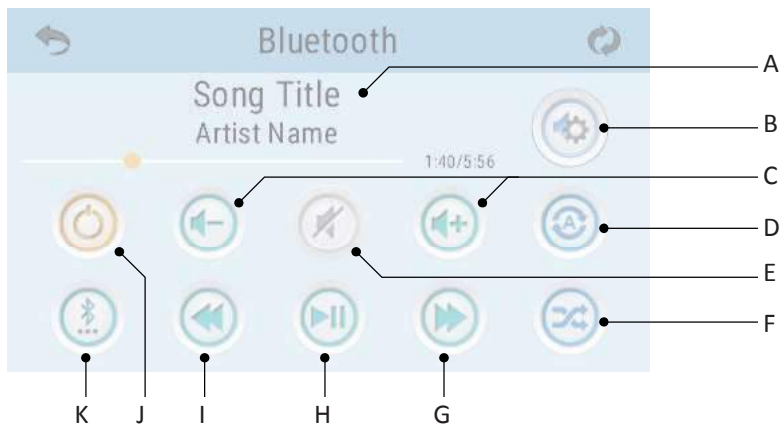 Bluetooth
Song Title
Artist Name
1:40/5:56
A
B
C
D
E
F
A
K
J
I
H
G